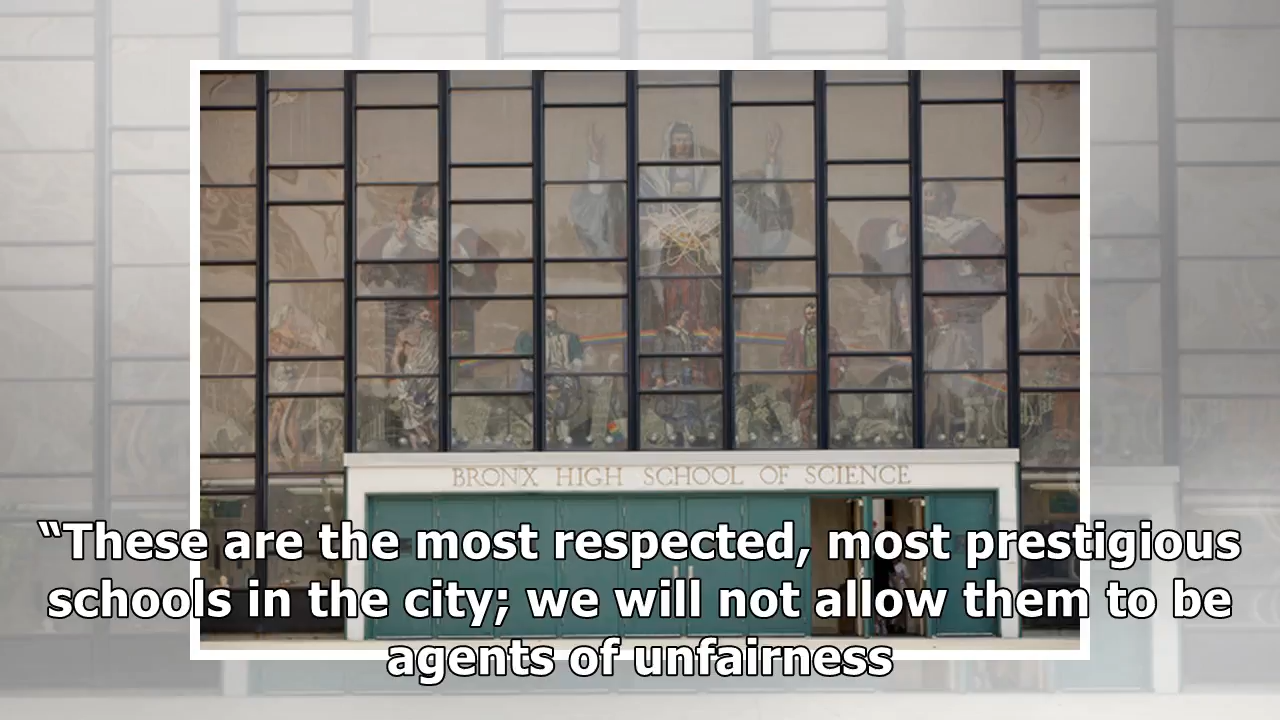 BRONX HIGH SCHOOL OF SCIENCE
“These are the most respected, most prestigious
schools in the city; we will not allow them to be
agents of unfairness